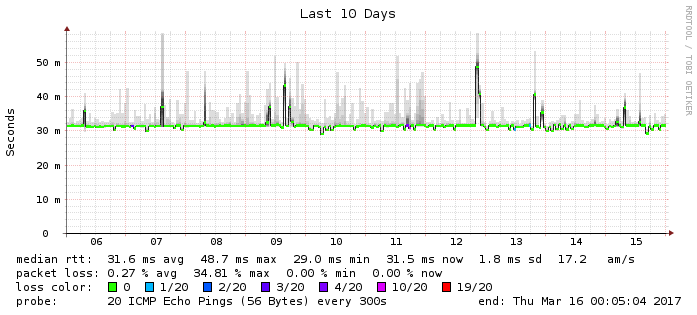 Last 10 Days
RRDTOOL / TOBI OETIKER
Seconds
50 m
40 m
30 m
20 m
10 m
0
06 07 08 09 10 11 12 13 14 15
median rtt: 31.6 ms avg 48.7 ms max 29.0 ms min 31.5 ms now 1.8 ms sd 17.2 am/s
packet loss: 0.27 % avg 34.81 % max 0.00 % min 0.00 % now
loss color: 0 1/20 2/20 3/20 4/20 10/20 19/20
probe: 20 ICMP Echo Pings (56 Bytes) every 300s end: Thu Mar 16 00:05:04 2017